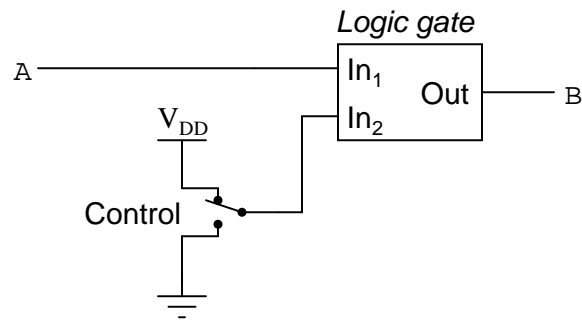 Logic gate
A
In1
Out
B
In2
VDD
Control